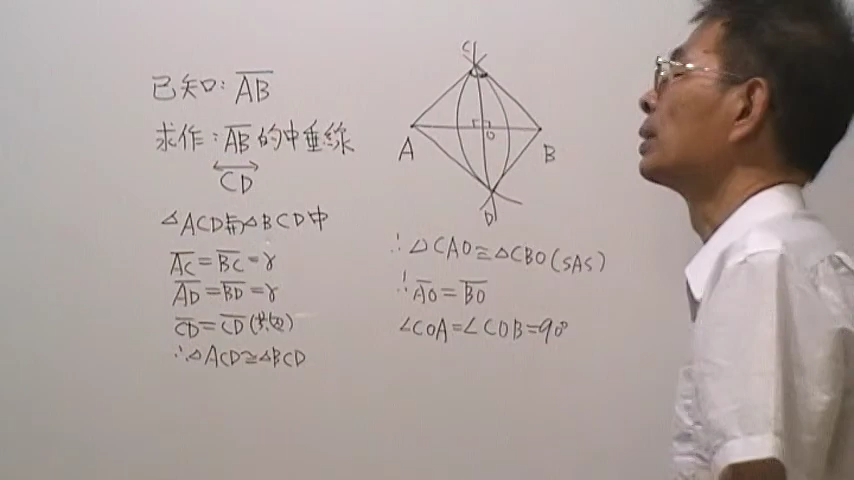 已知: AB
求作: AB的中垂線
CD
△ACD與△BCD中
AC=BC=r
AD=BD=r
CD=CD(共邊)
∴△ACD≅△BCD
C
A
O
B
D
∴△CAO≅△CBO(SAS)
∴AO=BO
∠COA=∠COB=90°